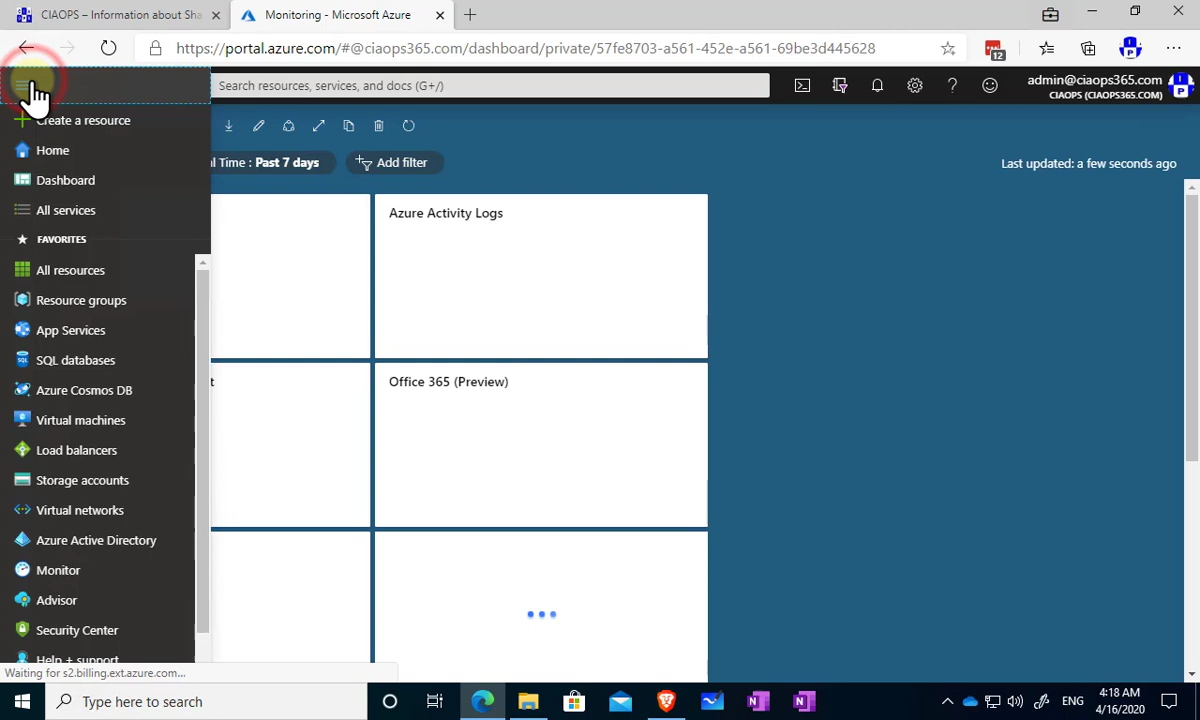 CIAOPS – Information about Sha
Monitoring - Microsoft Azure
https://portal.azure.com/#@ciaops365.com/dashboard/private/57fe8703-a561-452e-a561-69be3d445628
12
Search resources, services, and docs (G+/)
admin@ciaops365.com
CIAOPS (CIAOPS365.COM)
Create a resource
Home
Dashboard
All services
FAVORITES
All resources
Resource groups
App Services
SQL databases
Azure Cosmos DB
Virtual machines
Load balancers
Storage accounts
Virtual networks
Azure Active Directory
Monitor
Advisor
Security Center
Help + support
l Time : Past 7 days
Add filter
Last updated: a few seconds ago
Azure Activity Logs
t
Office 365 (Preview)
Waiting for s2.billing.ext.azure.com...
Type here to search
ENG
4:18 AM
4/16/2020